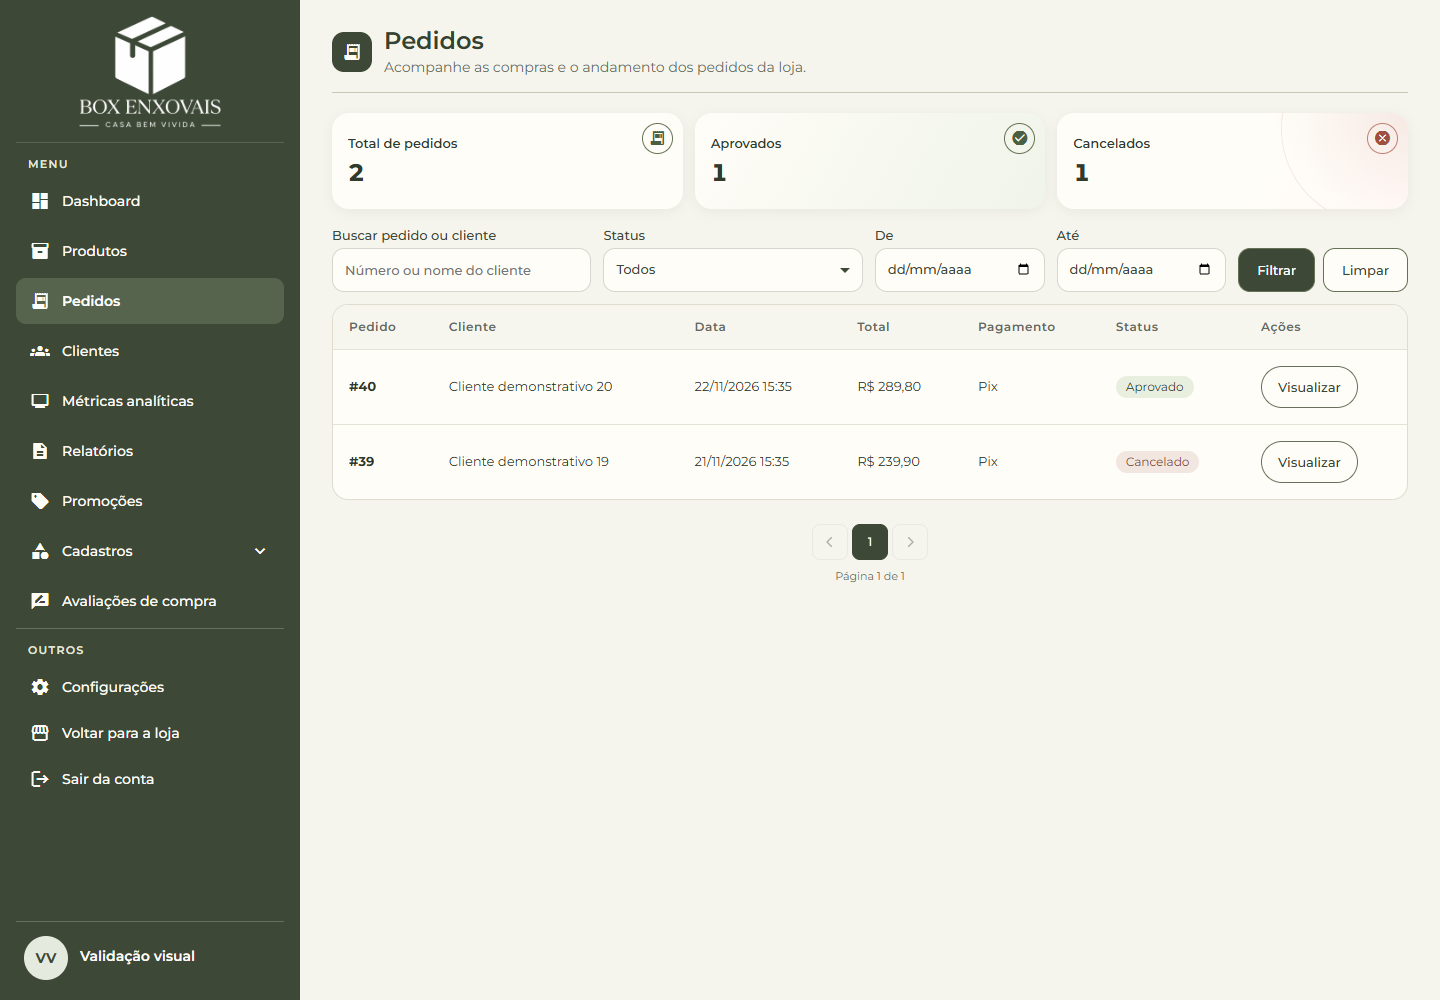 BOX ENXOVAIS
CASA BEM VIVIDA
MENU
Dashboard
Produtos
Pedidos
Clientes
Métricas analíticas
Relatórios
Promoções
Cadastros
Avaliações de compra
OUTROS
Configurações
Voltar para a loja
Sair da conta
VV Validação visual
Pedidos
Acompanhe as compras e o andamento dos pedidos da loja.
Total de pedidos
2
Aprovados
1
Cancelados
1
Buscar pedido ou cliente Status De Até
Número ou nome do cliente Todos dd/mm/aaaa dd/mm/aaaa Filtrar Limpar
Pedido Cliente Data Total Pagamento Status Ações
#40 Cliente demonstrativo 20 22/11/2026 15:35 R$ 289,80 Pix Aprovado Visualizar
#39 Cliente demonstrativo 19 21/11/2026 15:35 R$ 239,90 Pix Cancelado Visualizar
1
Página 1 de 1